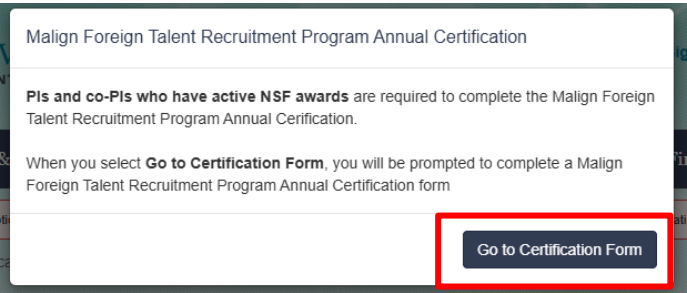 Malign Foreign Talent Recruitment Program Annual Certification
PIs and co-PIs who have active NSF awards are required to complete the Malign Foreign
Talent Recruitment Program Annual Cerification.
When you select Go to Certification Form, you will be prompted to complete a Malign
Foreign Talent Recruitment Program Annual Certification form
Go to Certification Form